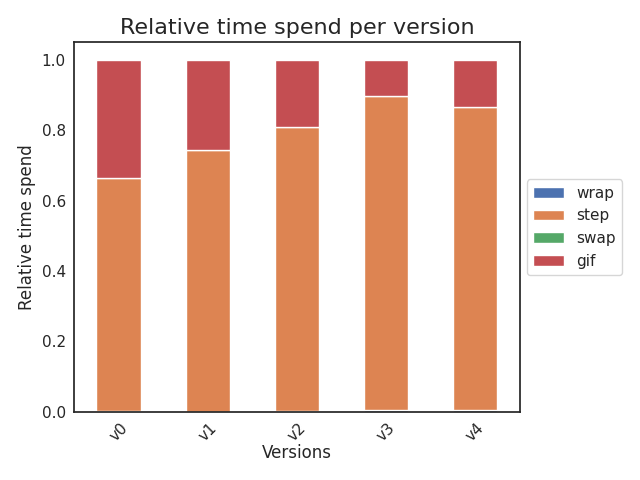 Relative time spend per version
Relative time spend
1.0
0.8
0.6
0.4
0.2
0.0
v0
v1
v2
v3
v4
Versions
wrap
step
swap
gif